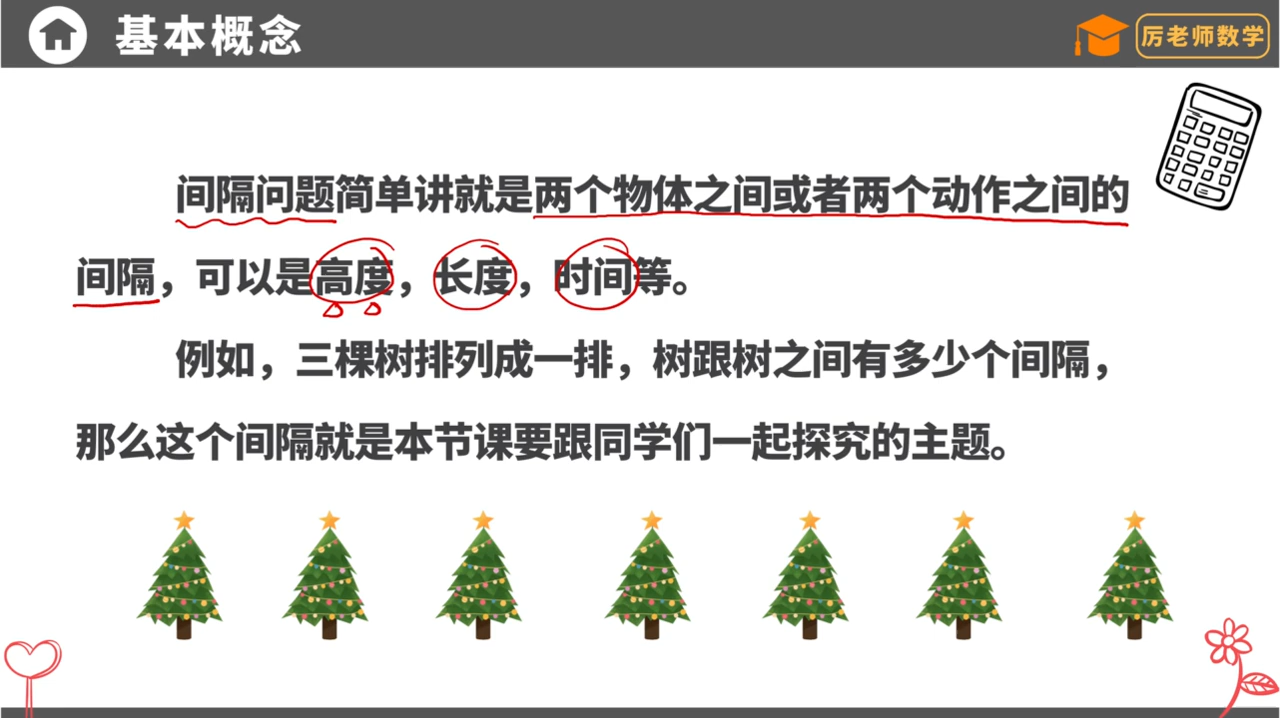 基本概念
厉老师数学
间隔问题简单讲就是两个物体之间或者两个动作之间的
间隔，可以是高度，长度，时间等。
例如，三棵树排列成一排，树跟树之间有多少个间隔，
那么这个间隔就是本节课要跟同学们一起探究的主题。